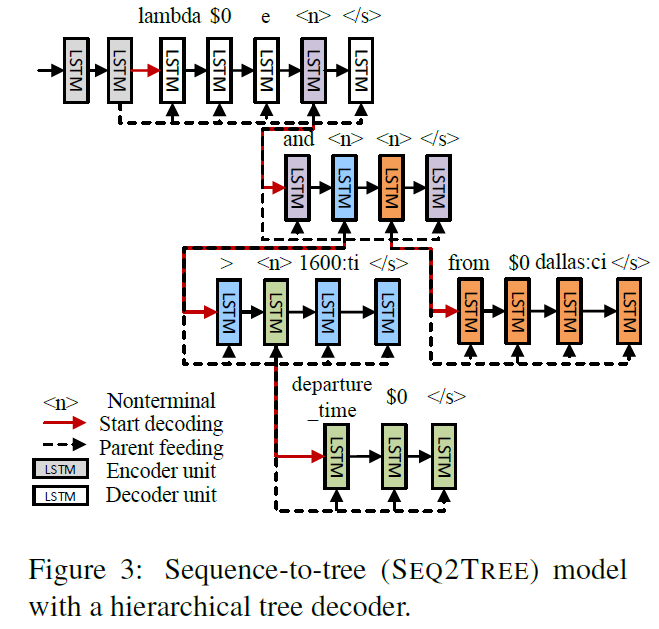 lambda $0 e <n> </s>
LSTM LSTM LSTM LSTM LSTM LSTM LSTM
and <n> <n> </s>
LSTM LSTM LSTM LSTM
> <n> 1600:ti </s>
from $0 dallas:ci </s>
LSTM LSTM LSTM LSTM
LSTM LSTM LSTM LSTM
departure
_time $0 </s>
LSTM LSTM LSTM
<n> Nonterminal
Start decoding
Parent feeding
LSTM Encoder unit
LSTM Decoder unit
Figure 3: Sequence-to-tree (SEQ2TREE) model
with a hierarchical tree decoder.